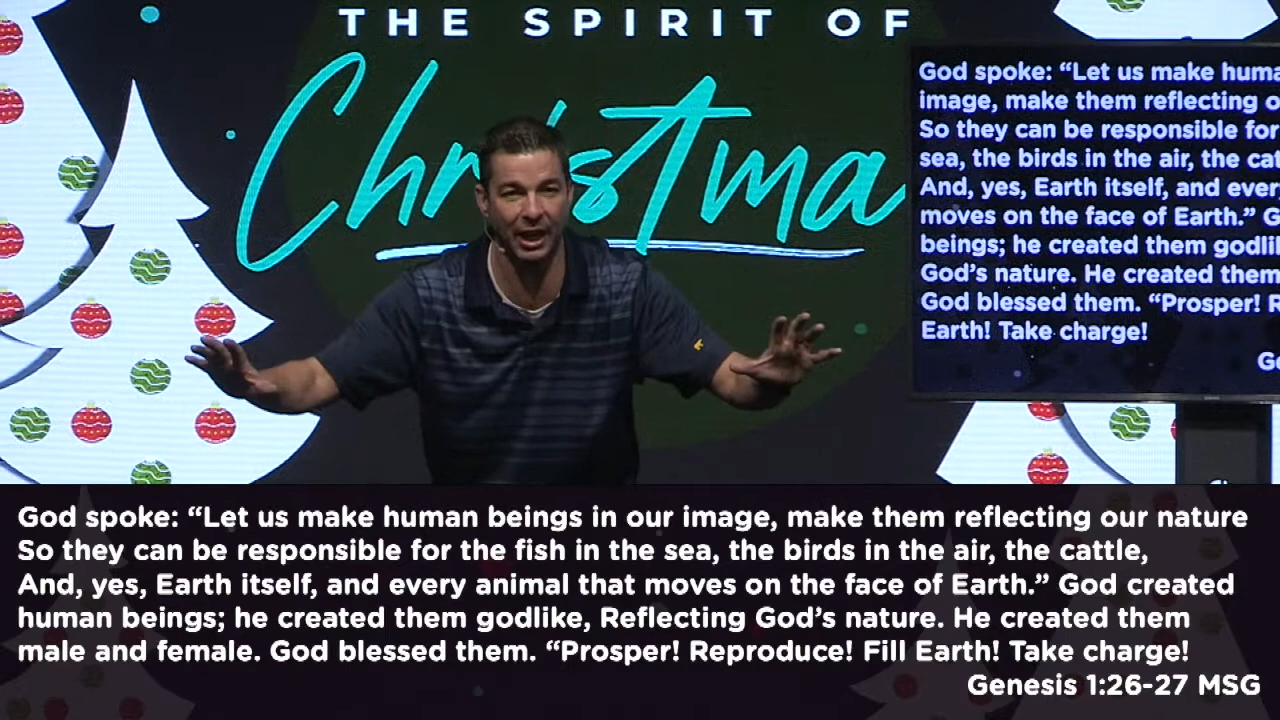 THE SPIRIT OF
Christma
God spoke: “Let us make huma
image, make them reflecting o
So they can be responsible for
sea, the birds in the air, the cat
And, yes, Earth itself, and ever
moves on the face of Earth.” G
beings; he created them godli
God’s nature. He created them
God blessed them. “Prosper! R
Earth! Take charge!
Ge
God spoke: “Let us make human beings in our image, make them reflecting our nature
So they can be responsible for the fish in the sea, the birds in the air, the cattle,
And, yes, Earth itself, and every animal that moves on the face of Earth.” God created
human beings; he created them godlike, Reflecting God’s nature. He created them
male and female. God blessed them. “Prosper! Reproduce! Fill Earth! Take charge!
Genesis 1:26-27 MSG